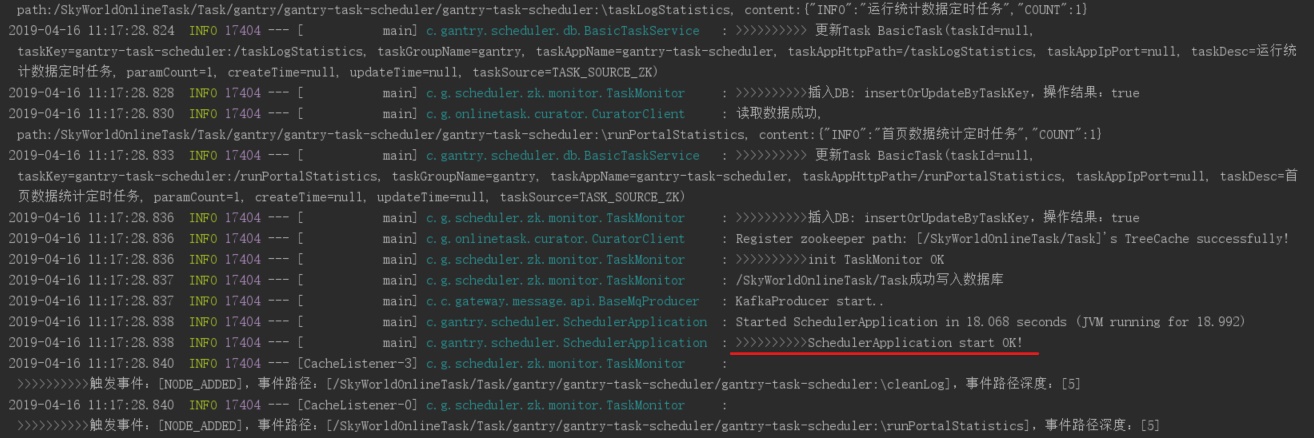 path:/SkyWorldOnlineTask/Task/gantry/gantry-task-scheduler/gantry-task-scheduler:\taskLogStatistics, content:{"INFO":"运行统计数据定时任务","COUNT":1}
2019-04-16 11:17:28.824  INFO 17404 --- [           main] c.gantry.scheduler.db.BasicTaskService   : >>>>>>>>>> 更新Task BasicTask(taskId=null,
taskKey=gantry-task-scheduler:/taskLogStatistics, taskGroupName=gantry, taskAppName=gantry-task-scheduler, taskAppHttpPath=/taskLogStatistics, taskAppIpPort=null, taskDesc=运行统
计数据定时任务, paramCount=1, createTime=null, updateTime=null, taskSource=TASK_SOURCE_ZK)
2019-04-16 11:17:28.828  INFO 17404 --- [           main] c.g.scheduler.zk.monitor.TaskMonitor     : >>>>>>>>>>插入DB: insertOrUpdateByTaskKey，操作结果：true
2019-04-16 11:17:28.830  INFO 17404 --- [           main] c.g.onlinetask.curator.CuratorClient     : 读取数据成功,
path:/SkyWorldOnlineTask/Task/gantry/gantry-task-scheduler/gantry-task-scheduler:\runPortalStatistics, content:{"INFO":"首页数据统计定时任务","COUNT":1}
2019-04-16 11:17:28.833  INFO 17404 --- [           main] c.gantry.scheduler.db.BasicTaskService   : >>>>>>>>>> 更新Task BasicTask(taskId=null,
taskKey=gantry-task-scheduler:/runPortalStatistics, taskGroupName=gantry, taskAppName=gantry-task-scheduler, taskAppHttpPath=/runPortalStatistics, taskAppIpPort=null, taskDesc=首
页数据统计定时任务, paramCount=1, createTime=null, updateTime=null, taskSource=TASK_SOURCE_ZK)
2019-04-16 11:17:28.836  INFO 17404 --- [           main] c.g.scheduler.zk.monitor.TaskMonitor     : >>>>>>>>>>插入DB: insertOrUpdateByTaskKey，操作结果：true
2019-04-16 11:17:28.836  INFO 17404 --- [           main] c.g.onlinetask.curator.CuratorClient     : Register zookeeper path: [/SkyWorldOnlineTask/Task]'s TreeCache successfully!
2019-04-16 11:17:28.836  INFO 17404 --- [           main] c.g.scheduler.zk.monitor.TaskMonitor     : >>>>>>>>>>init TaskMonitor OK
2019-04-16 11:17:28.837  INFO 17404 --- [           main] c.g.scheduler.zk.monitor.TaskMonitor     : /SkyWorldOnlineTask/Task成功写入数据库
2019-04-16 11:17:28.837  INFO 17404 --- [           main] c.c.gateway.message.api.BaseMqProducer   : KafkaProducer start..
2019-04-16 11:17:28.838  INFO 17404 --- [           main] c.gantry.scheduler.SchedulerApplication  : Started SchedulerApplication in 18.068 seconds (JVM running for 18.992)
2019-04-16 11:17:28.838  INFO 17404 --- [           main] c.gantry.scheduler.SchedulerApplication  : >>>>>>>>>>SchedulerApplication start OK!
2019-04-16 11:17:28.840  INFO 17404 --- [CacheListener-3] c.g.scheduler.zk.monitor.TaskMonitor     :
>>>>>>>>>>触发事件：[NODE_ADDED]，事件路径：[/SkyWorldOnlineTask/Task/gantry/gantry-task-scheduler/gantry-task-scheduler:\cleanLog]，事件路径深度：[5]
2019-04-16 11:17:28.840  INFO 17404 --- [CacheListener-0] c.g.scheduler.zk.monitor.TaskMonitor     :
>>>>>>>>>>触发事件：[NODE_ADDED]，事件路径：[/SkyWorldOnlineTask/Task/gantry/gantry-task-scheduler/gantry-task-scheduler:\runPortalStatistics]，事件路径深度：[5]